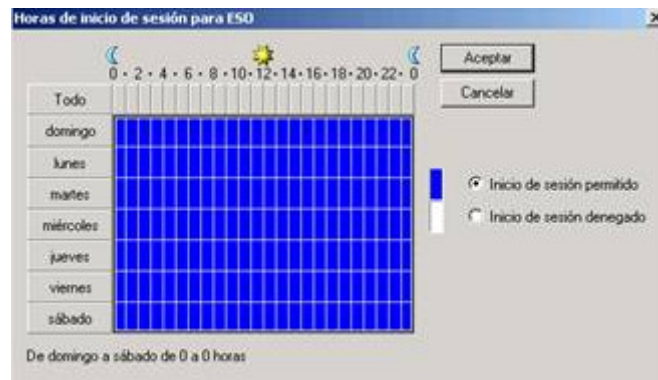 Horas de inicio de sesión para ESO
0 · 2 · 4 · 6 · 8 · 10 · 12 · 14 · 16 · 18 · 20 · 22 · 0
Aceptar
Cancelar
Todo
domingo
lunes
martes
miércoles
jueves
viernes
sábado
Inicio de sesión permitido
Inicio de sesión denegado
De domingo a sábado de 0 a 0 horas